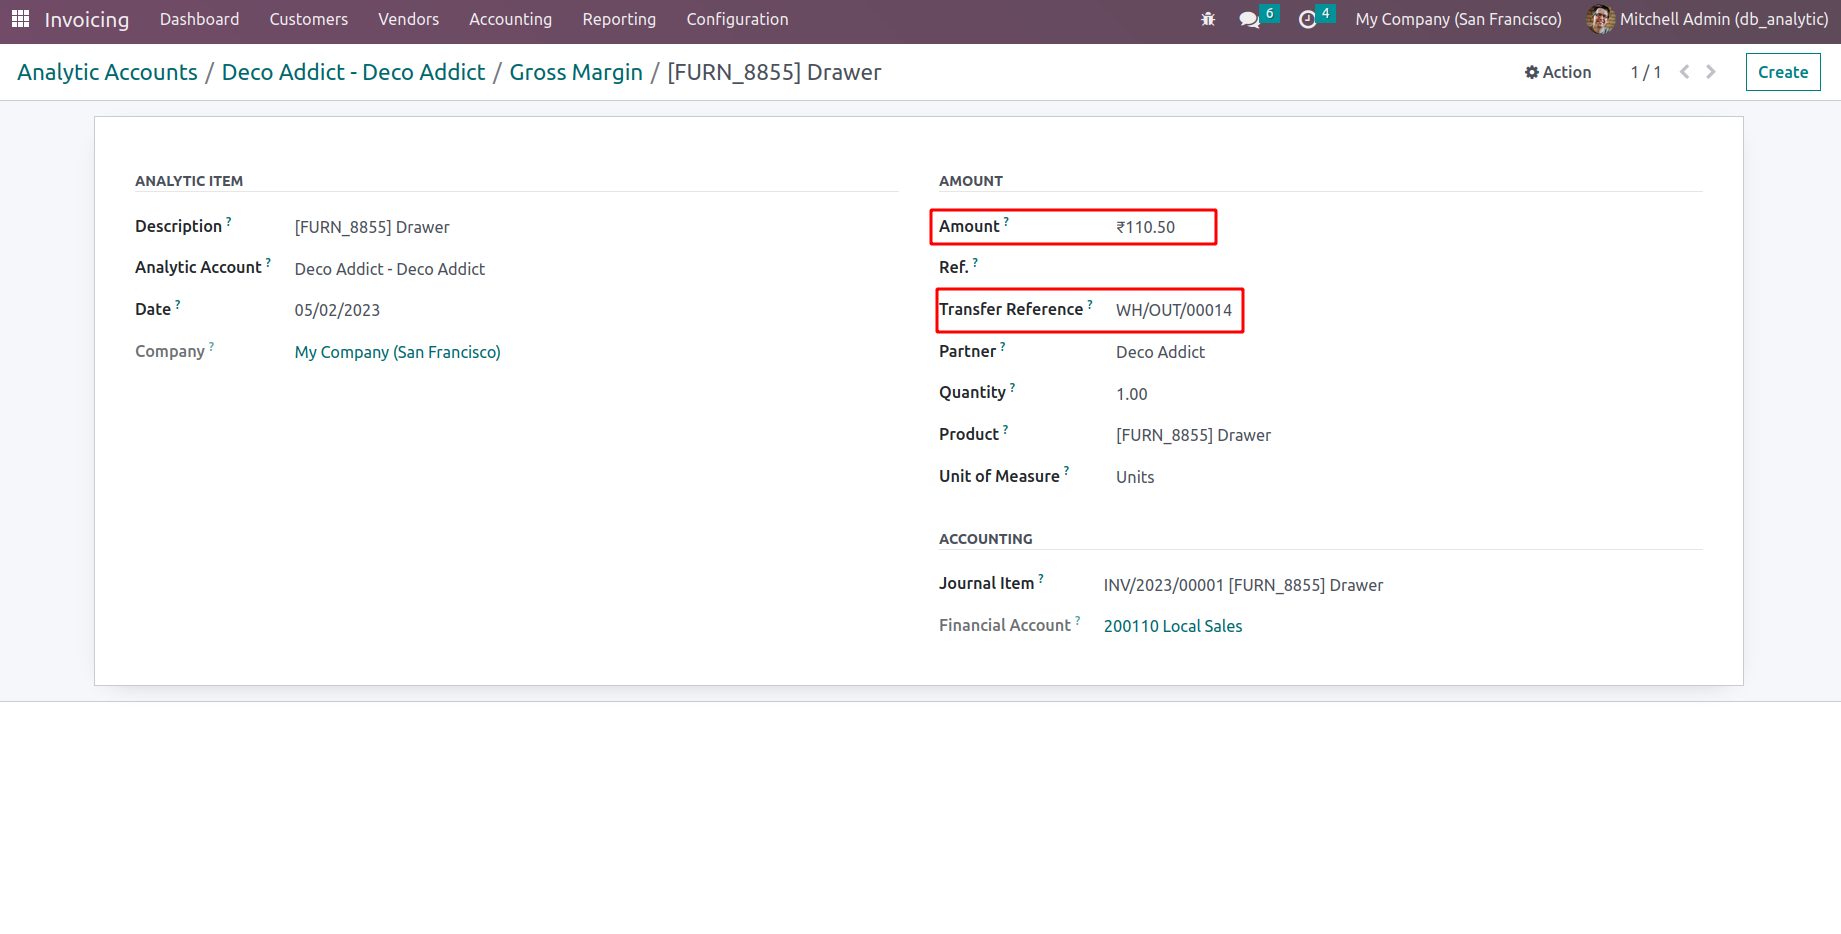 Invoicing Dashboard Customers Vendors Accounting Reporting Configuration 6 4 My Company (San Francisco) Mitchell Admin (db_analytic)
Analytic Accounts / Deco Addict - Deco Addict / Gross Margin / [FURN_8855] Drawer Action 1 / 1 Create
ANALYTIC ITEM
Description ? [FURN_8855] Drawer
Analytic Account ? Deco Addict - Deco Addict
Date ? 05/02/2023
Company ? My Company (San Francisco)
AMOUNT
Amount ? ₹110.50
Ref. ?
Transfer Reference ? WH/OUT/00014
Partner ? Deco Addict
Quantity ? 1.00
Product ? [FURN_8855] Drawer
Unit of Measure ? Units
ACCOUNTING
Journal Item ? INV/2023/00001 [FURN_8855] Drawer
Financial Account ? 200110 Local Sales